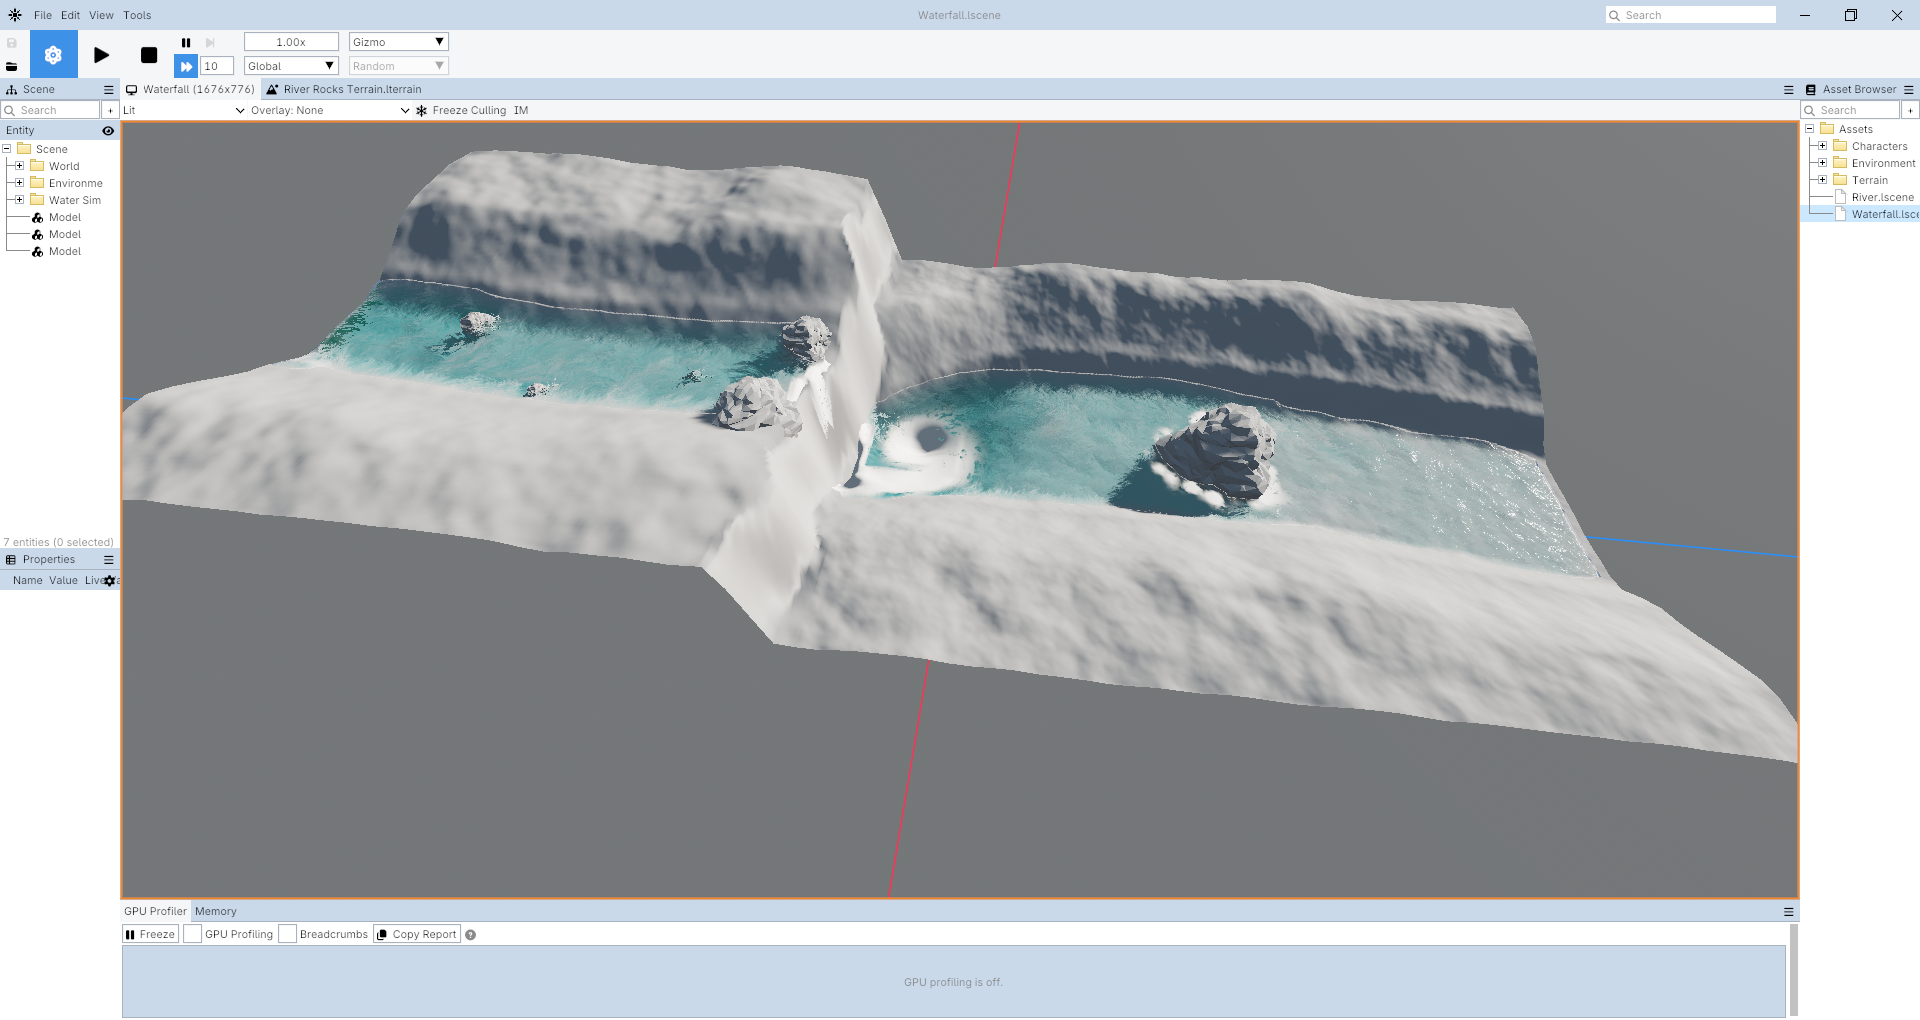 File Edit View Tools
Waterfall.lscene
Search
1.00x
Gizmo
10
Global
Random
Scene
Waterfall (1676x776)
River Rocks Terrain.lterrain
Asset Browser
Search
+
Lit
Overlay: None
Freeze Culling
IM
Search
+
Entity
Scene
World
Environme
Water Sim
Model
Model
Model
Assets
Characters
Environment
Terrain
River.lscene
Waterfall.lsce
7 entities (0 selected)
Properties
Name Value Live
GPU Profiler Memory
Freeze GPU Profiling Breadcrumbs Copy Report ?
GPU profiling is off.